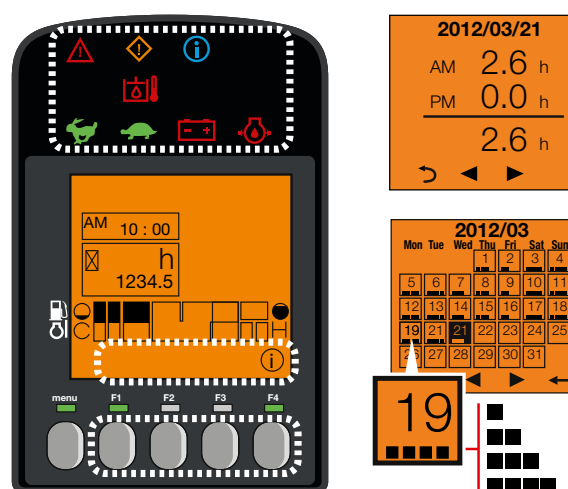 AM 10 : 00
h
1234.5
C H
menu F1 F2 F3 F4
2012/03/21
AM 2.6 h
PM 0.0 h
2.6 h
2012/03
Mon Tue Wed Thu Fri Sat Sun
1 2 3 4
5 6 7 8 9 10 11
12 13 14 15 16 17 18
19 21 21 22 23 24 25
26 27 28 29 30 31
19